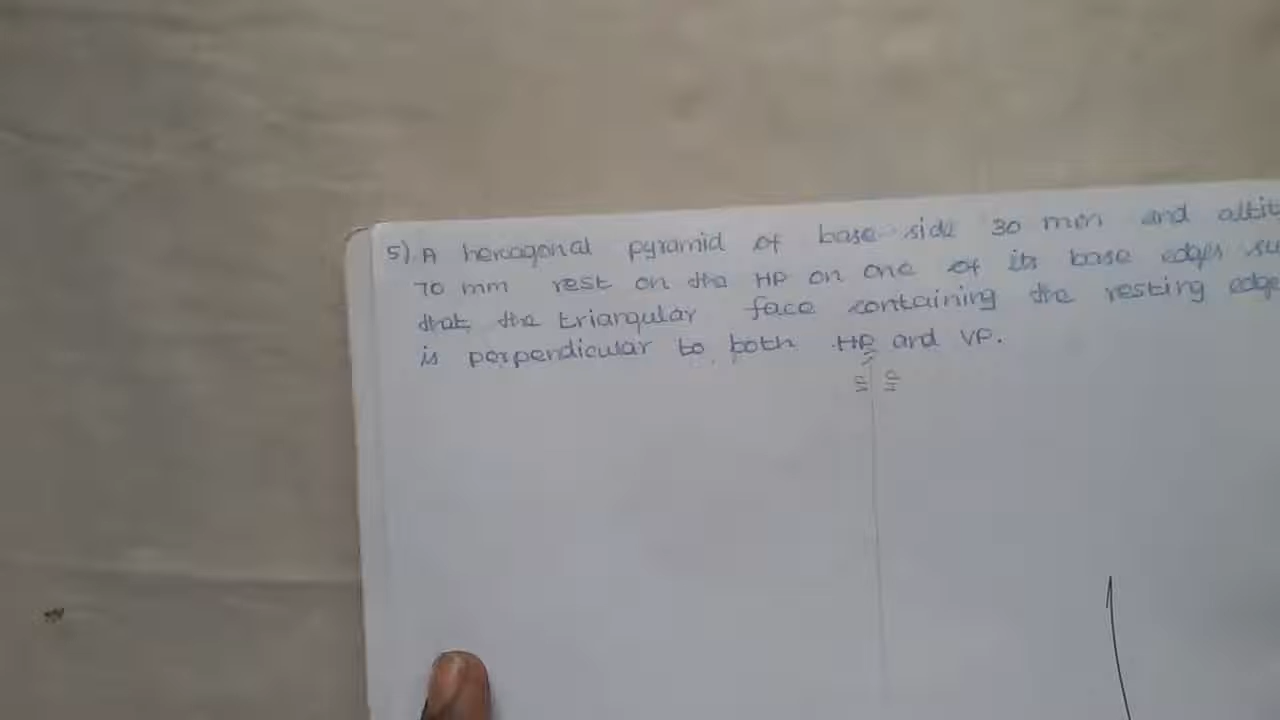 5) A hexagonal pyramid of base side 30 mm and altit
70 mm rest on the HP on one of its base edges su
that the triangular face containing the resting edge
is perpendicular to both HP and VP.